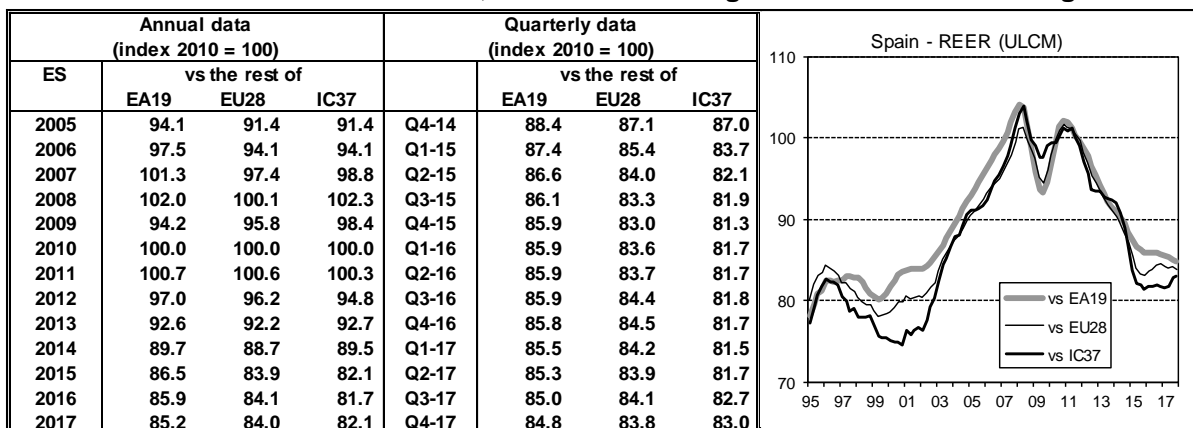 Annual data Quarterly data
(index 2010 = 100) (index 2010 = 100)
ES vs the rest of vs the rest of
EA19 EU28 IC37 EA19 EU28 IC37
2005 94.1 91.4 91.4 Q4-14 88.4 87.1 87.0
2006 97.5 94.1 94.1 Q1-15 87.4 85.4 83.7
2007 101.3 97.4 98.8 Q2-15 86.6 84.0 82.1
2008 102.0 100.1 102.3 Q3-15 86.1 83.3 81.9
2009 94.2 95.8 98.4 Q4-15 85.9 83.0 81.3
2010 100.0 100.0 100.0 Q1-16 85.9 83.6 81.7
2011 100.7 100.6 100.3 Q2-16 85.9 83.7 81.7
2012 97.0 96.2 94.8 Q3-16 85.9 84.4 81.8
2013 92.6 92.2 92.7 Q4-16 85.8 84.5 81.7
2014 89.7 88.7 89.5 Q1-17 85.5 84.2 81.5
2015 86.5 83.9 82.1 Q2-17 85.3 83.9 81.7
2016 85.9 84.1 81.7 Q3-17 85.0 84.1 82.7
2017 85.2 84.0 82.1 Q4-17 84.8 83.8 83.0
Spain - REER (ULCM)
110
100
90
80
70
vs EA19
vs EU28
vs IC37
95 97 99 01 03 05 07 09 11 13 15 17